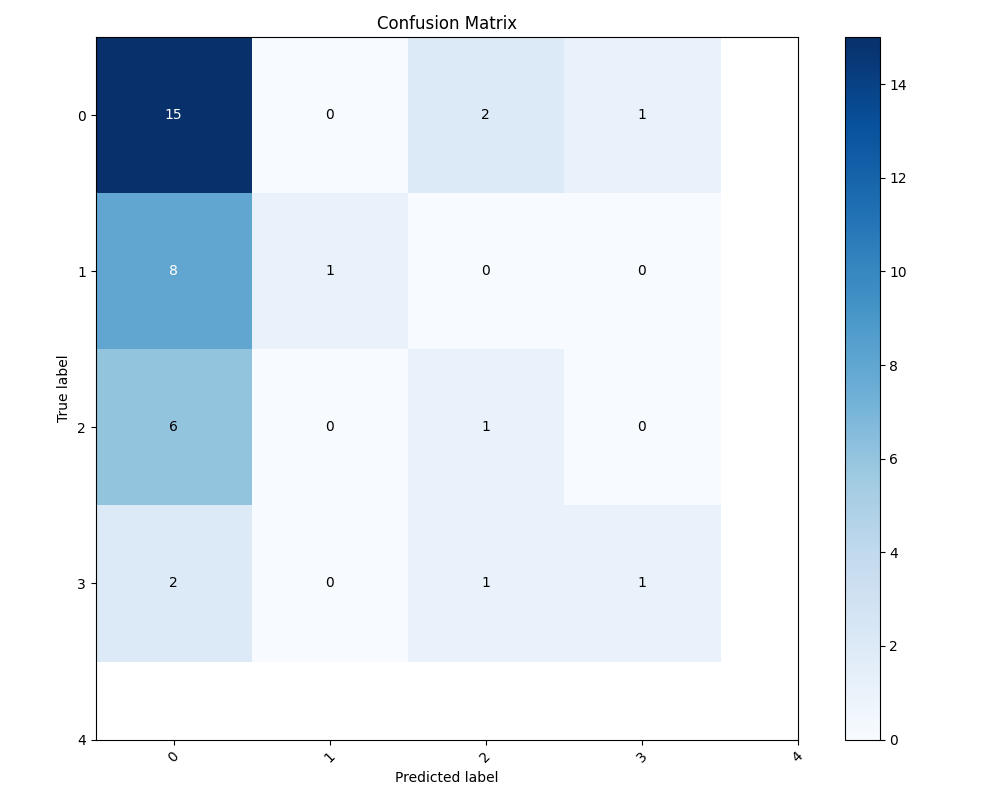 Confusion Matrix
0 15 0 2 1
1 8 1 0 0
2 6 0 1 0
3 2 0 1 1
4
0 1 2 3 4
True label
Predicted label
14
12
10
8
6
4
2
0